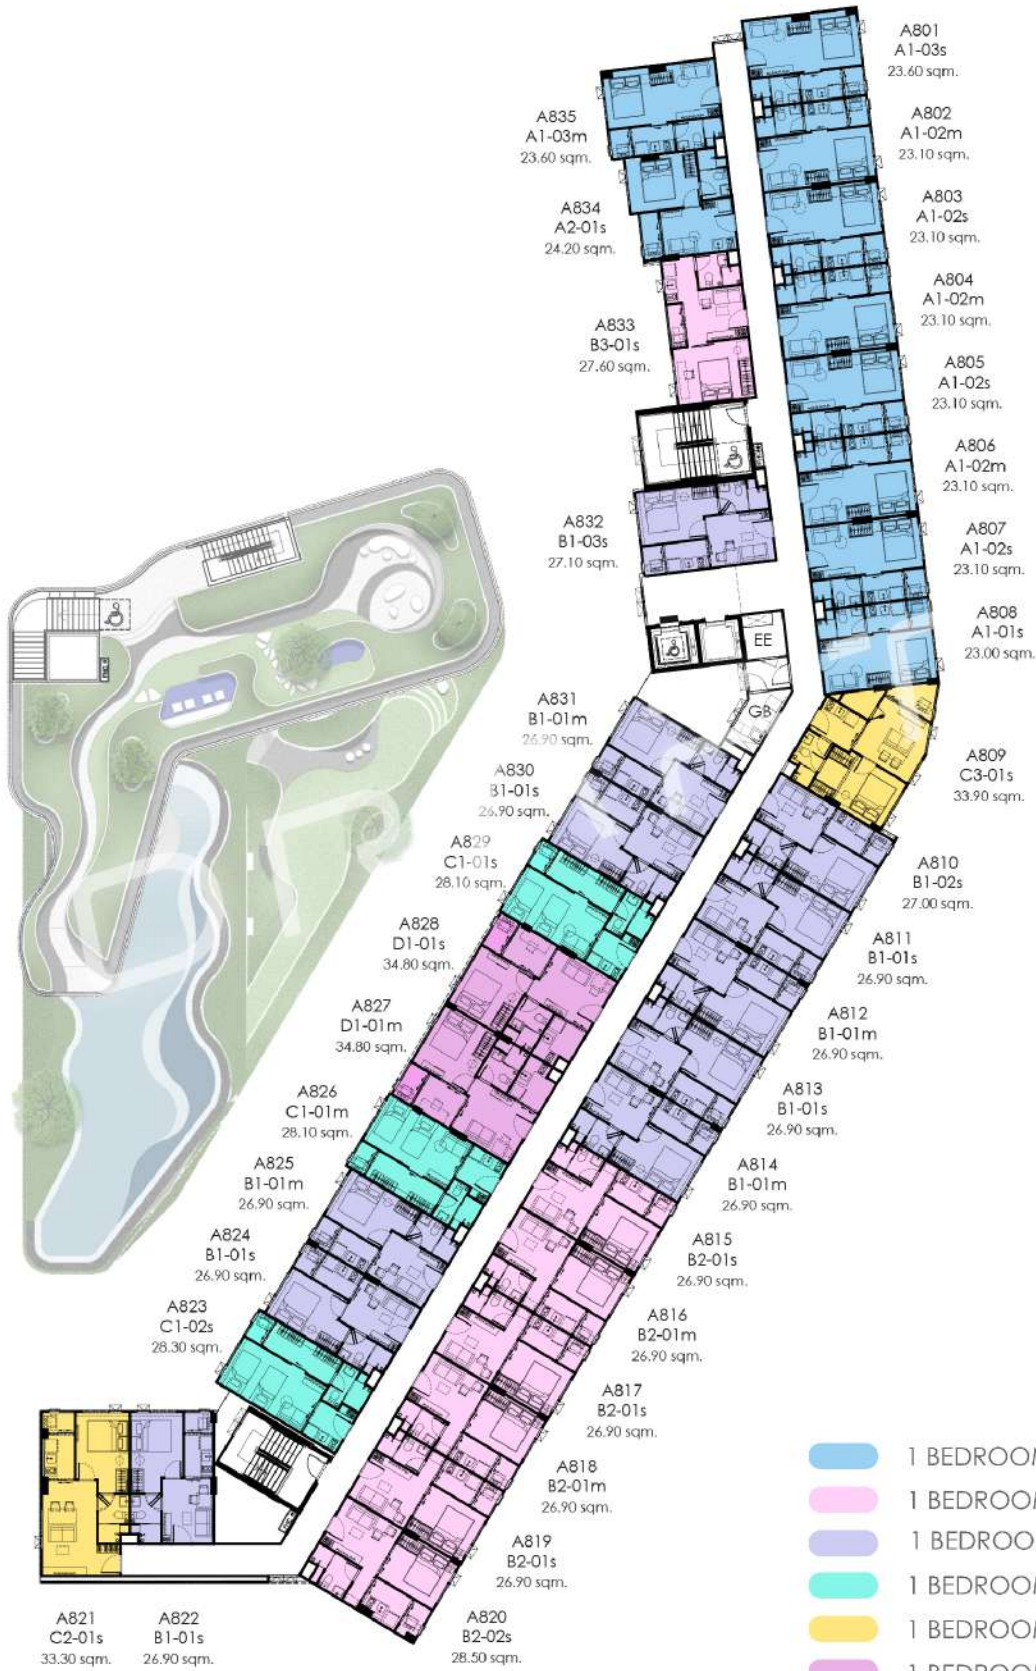 A801
A1-03s
23.60 sqm.
A835
A1-03m
23.60 sqm.
A802
A1-02m
23.10 sqm.
A834
A2-01s
24.20 sqm.
A803
A1-02s
23.10 sqm.
A804
A1-02m
23.10 sqm.
A833
B3-01s
27.60 sqm.
A805
A1-02s
23.10 sqm.
A806
A1-02m
23.10 sqm.
A832
B1-03s
27.10 sqm.
A807
A1-02s
23.10 sqm.
A808
A1-01s
23.00 sqm.
EE
GB
A831
B1-01m
26.90 sqm.
A809
C3-01s
33.90 sqm.
A830
B1-01s
26.90 sqm.
A829
C1-01s
28.10 sqm.
A810
B1-02s
27.00 sqm.
A828
D1-01s
34.80 sqm.
A811
B1-01s
26.90 sqm.
A827
D1-01m
34.80 sqm.
A812
B1-01m
26.90 sqm.
A826
C1-01m
28.10 sqm.
A813
B1-01s
26.90 sqm.
A825
B1-01m
26.90 sqm.
A814
B1-01m
26.90 sqm.
A824
B1-01s
26.90 sqm.
A815
B2-01s
26.90 sqm.
A823
C1-02s
28.30 sqm.
A816
B2-01m
26.90 sqm.
A817
B2-01s
26.90 sqm.
A818
B2-01m
26.90 sqm.
A819
B2-01s
26.90 sqm.
A820
B2-02s
28.50 sqm.
A821
C2-01s
33.30 sqm.
A822
B1-01s
26.90 sqm.
1 BEDROOM
1 BEDROOM
1 BEDROO
1 BEDROOM
1 BEDROOM
1 BEDROOM